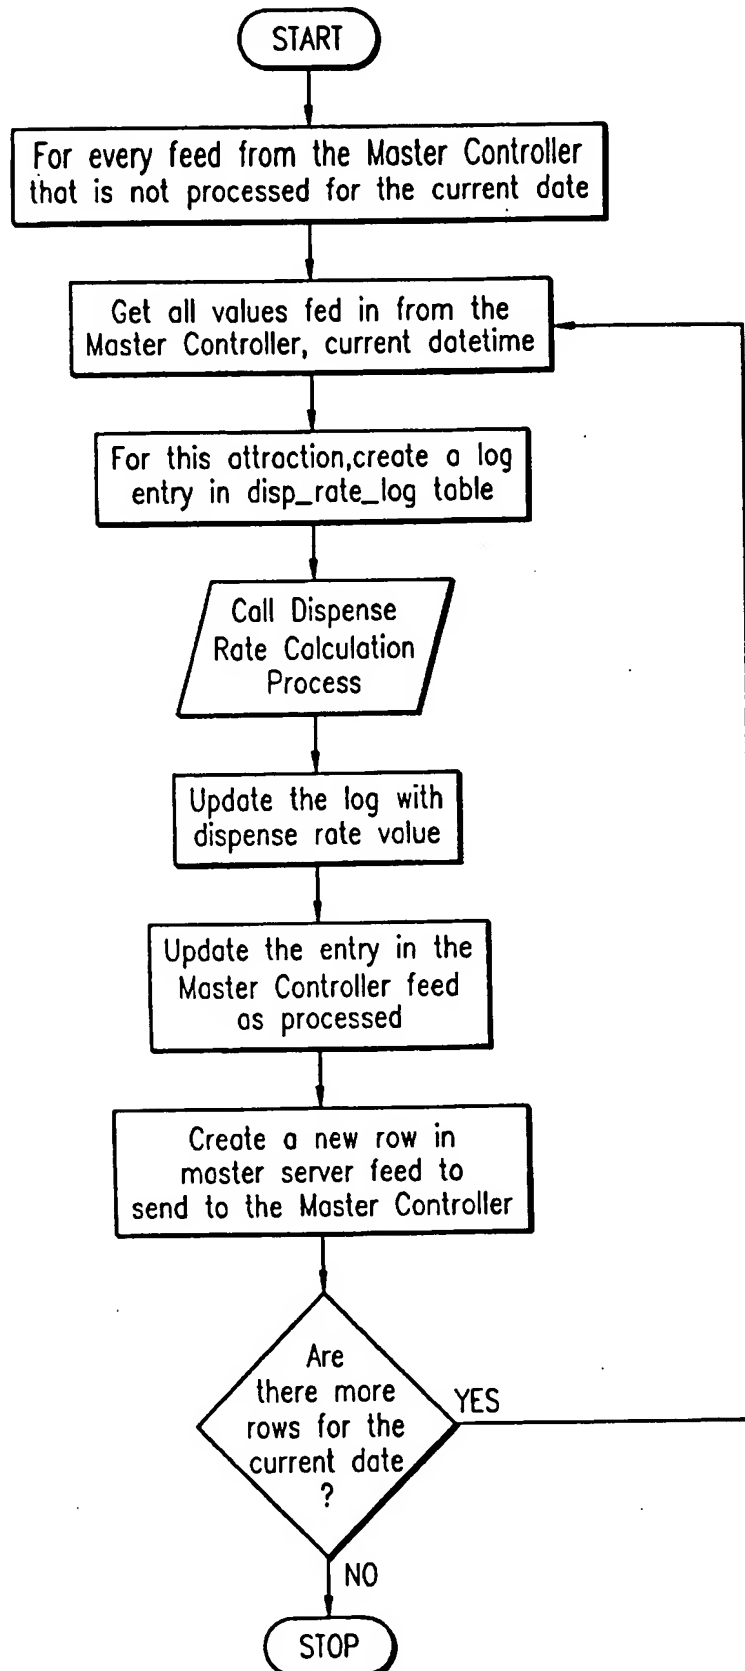 START
For every feed from the Master Controller
that is not processed for the current date
Get all values fed in from the
Master Controller, current datetime
For this attraction,create a log
entry in disp_rate_log table
Call Dispense
Rate Calculation
Process
Update the log with
dispense rate value
Update the entry in the
Master Controller feed
as processed
Create a new row in
master server feed to
send to the Master Controller
Are
there more
rows for the
current date
?
YES
NO
STOP